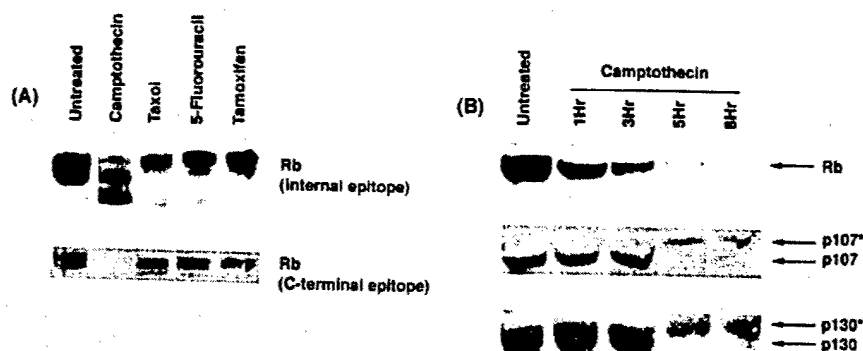 (A)
Untreated
Camptothecin
Taxol
5-Fluorouracil
Tamoxifen
Rb
(internal epitope)
Rb
(C-terminal epitope)
(B)
Untreated
Camptothecin
1Hr
3Hr
5Hr
8Hr
Rb
p107*
p107
p130*
p130